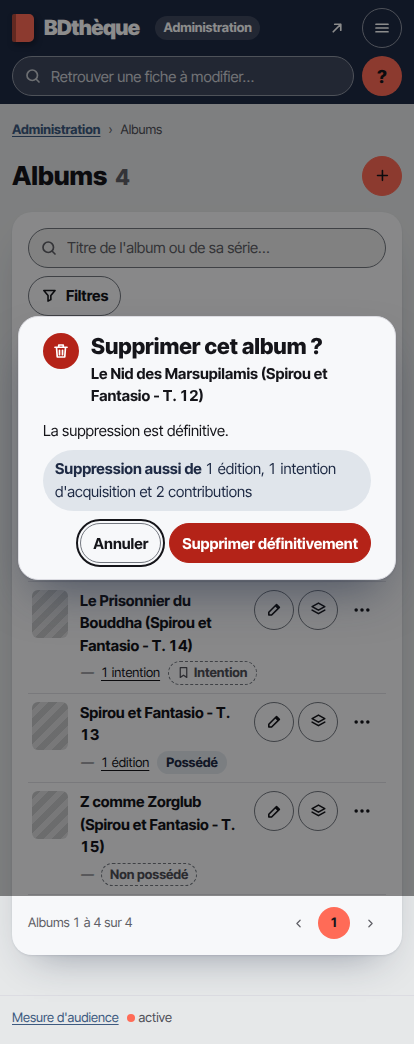 BDthèque Administration
Retrouver une fiche à modifier... ?
Administration › Albums
Albums 4
Titre de l'album ou de sa série...
Filtres
Supprimer cet album ?
Le Nid des Marsupilamis (Spirou et
Fantasio - T. 12)
La suppression est définitive.
Suppression aussi de 1 édition, 1 intention
d'acquisition et 2 contributions
Annuler Supprimer définitivement
Le Prisonnier du
Bouddha (Spirou et
Fantasio - T. 14)
— 1 intention Intention
Spirou et Fantasio - T.
13
— 1 édition Possédé
Z comme Zorglub
(Spirou et Fantasio - T.
15)
— Non possédé
Albums 1 à 4 sur 4 ‹ 1 ›
Mesure d'audience active